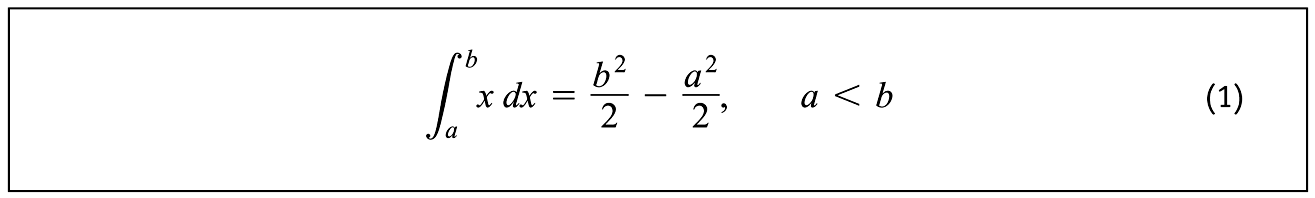 ∫_a^b x dx = b²/2 − a²/2,    a < b    (1)